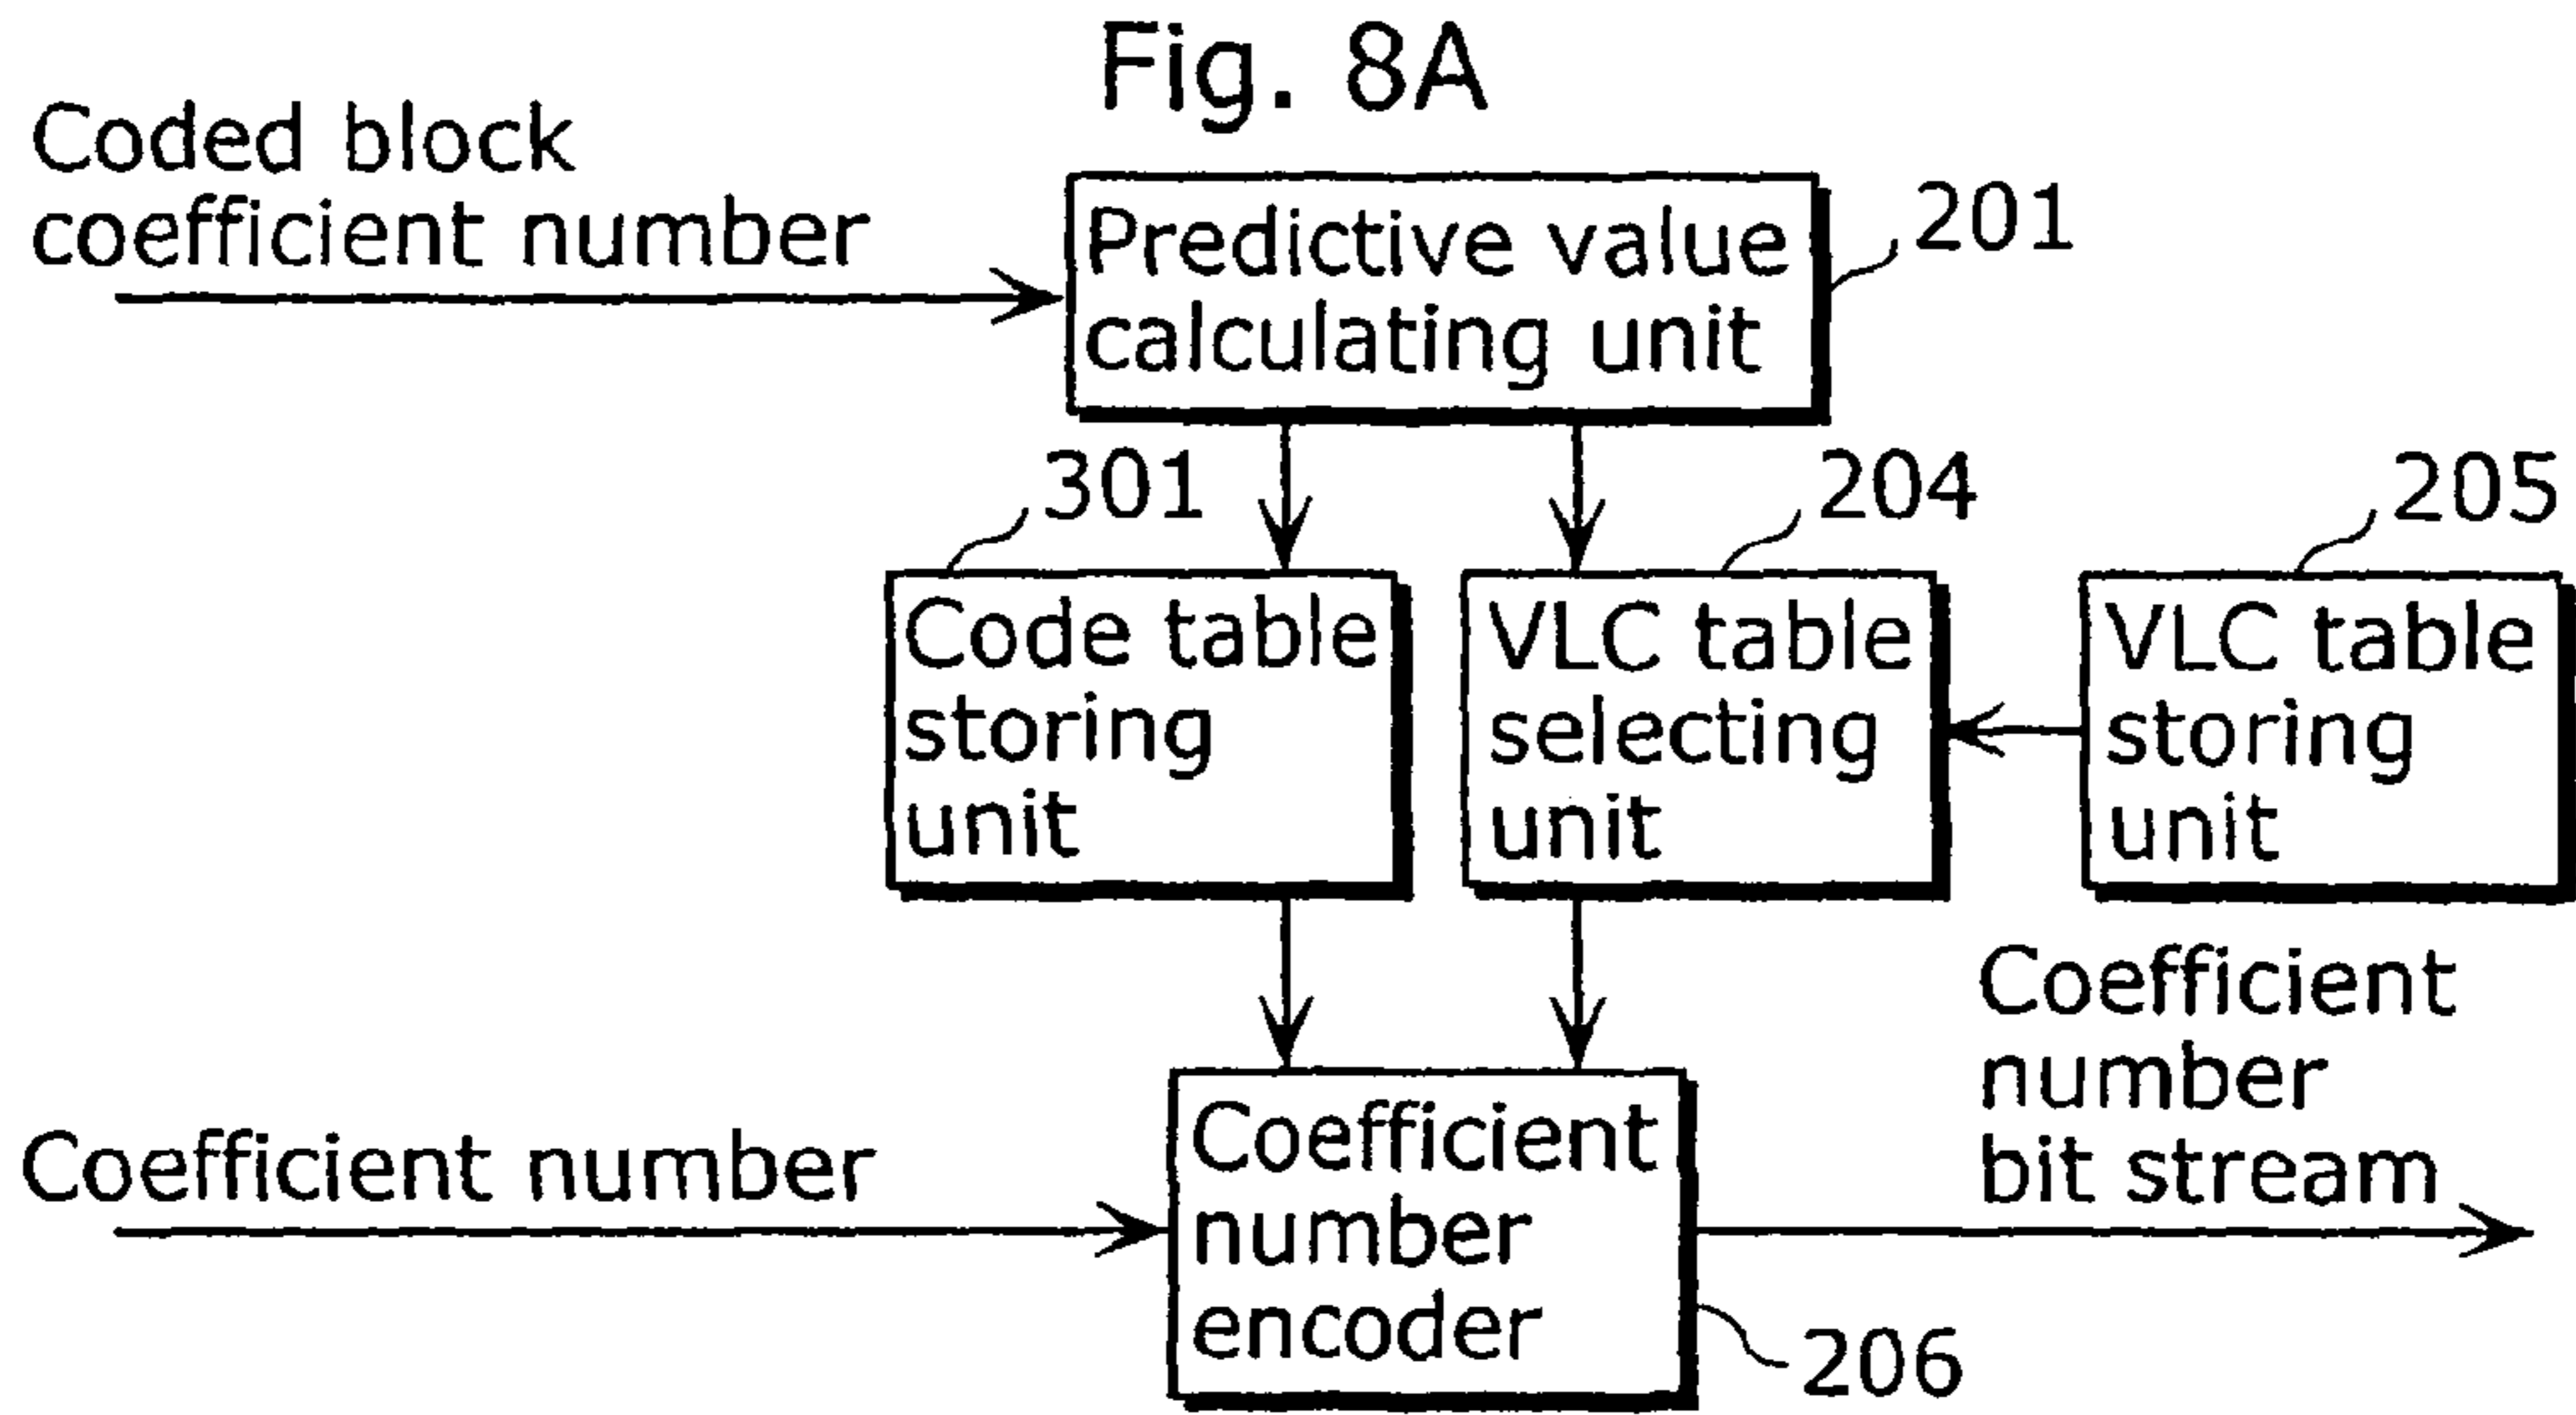 Fig. 8A
Coded block
coefficient number
Predictive value
calculating unit
201
301
204
205
Code table
storing
unit
VLC table
selecting
unit
VLC table
storing
unit
Coefficient
number
bit stream
Coefficient number
Coefficient
number
encoder
206